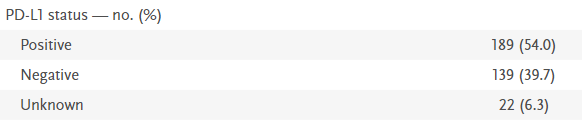 PD-L1 status — no. (%)
Positive 189 (54.0)
Negative 139 (39.7)
Unknown 22 (6.3)